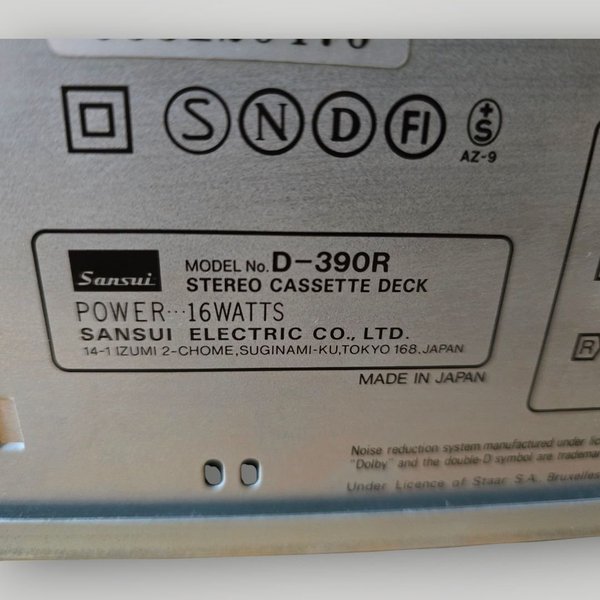 S N D FI +S
AZ-9
Sansui
MODEL No. D-390R
STEREO CASSETTE DECK
POWER···16WATTS
SANSUI ELECTRIC CO., LTD.
14-1 IZUMI 2-CHOME, SUGINAMI-KU, TOKYO 168, JAPAN
MADE IN JAPAN
R
Noise reduction system manufactured under
"Dolby" and the double-D symbol are
Under Licence of Staar S.A. Bruxelles